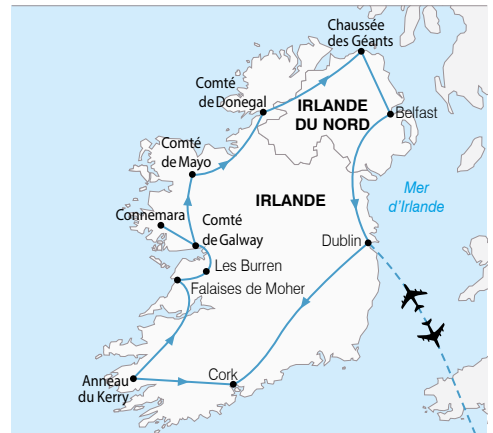 Chaussée
des Géants
Comté
de Donegal
IRLANDE
DU NORD
Belfast
Comté
de Mayo
Mer
d'Irlande
IRLANDE
Connemara
Comté
de Galway
Dublin
Les Burren
Falaises de Moher
Anneau
du Kerry
Cork